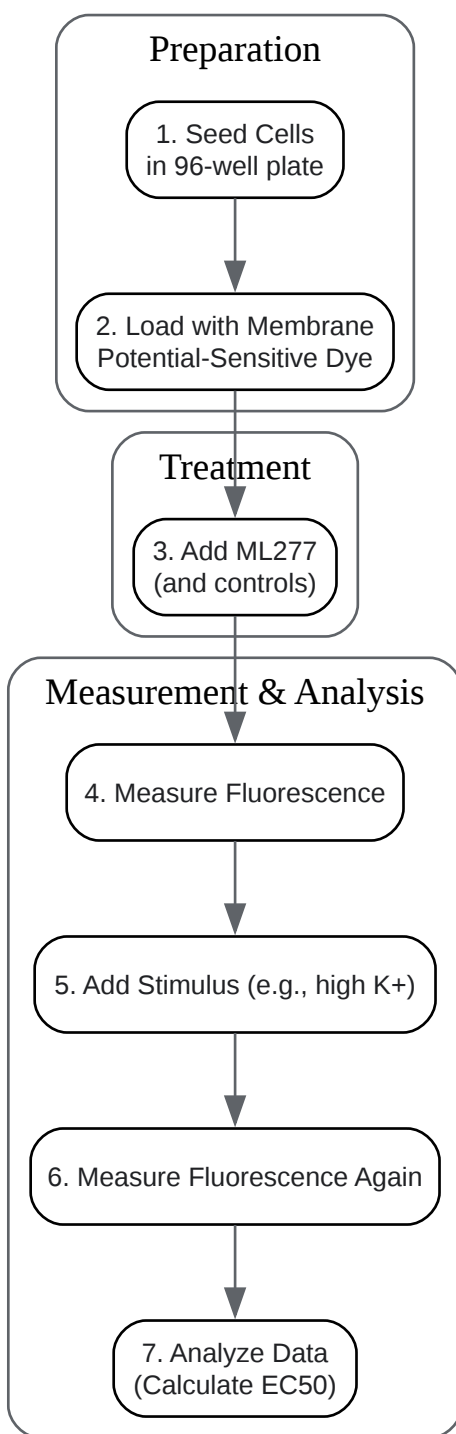 Preparation
1. Seed Cells
in 96-well plate
2. Load with Membrane
Potential-Sensitive Dye
Treatment
3. Add ML277
(and controls)
Measurement & Analysis
4. Measure Fluorescence
5. Add Stimulus (e.g., high K+)
6. Measure Fluorescence Again
7. Analyze Data
(Calculate EC50)